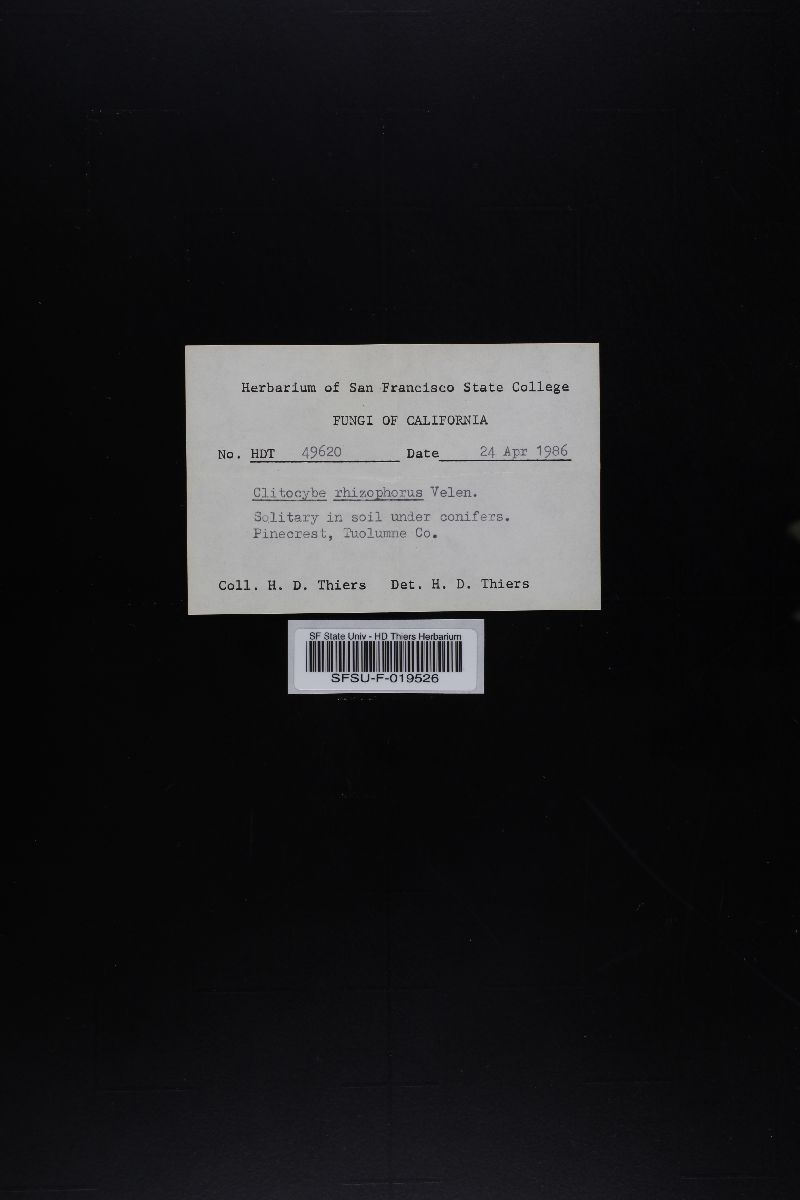 Herbarium of San Francisco State College
FUNGI OF CALIFORNIA
No. HDT 49620 Date 24 Apr 1986
Clitocybe rhizophorus Velen.
Solitary in soil under conifers.
Pinecrest, Tuolumne Co.
Coll. H. D. Thiers Det. H. D. Thiers
SF State Univ - HD Thiers Herbarium
SFSU-F-019526